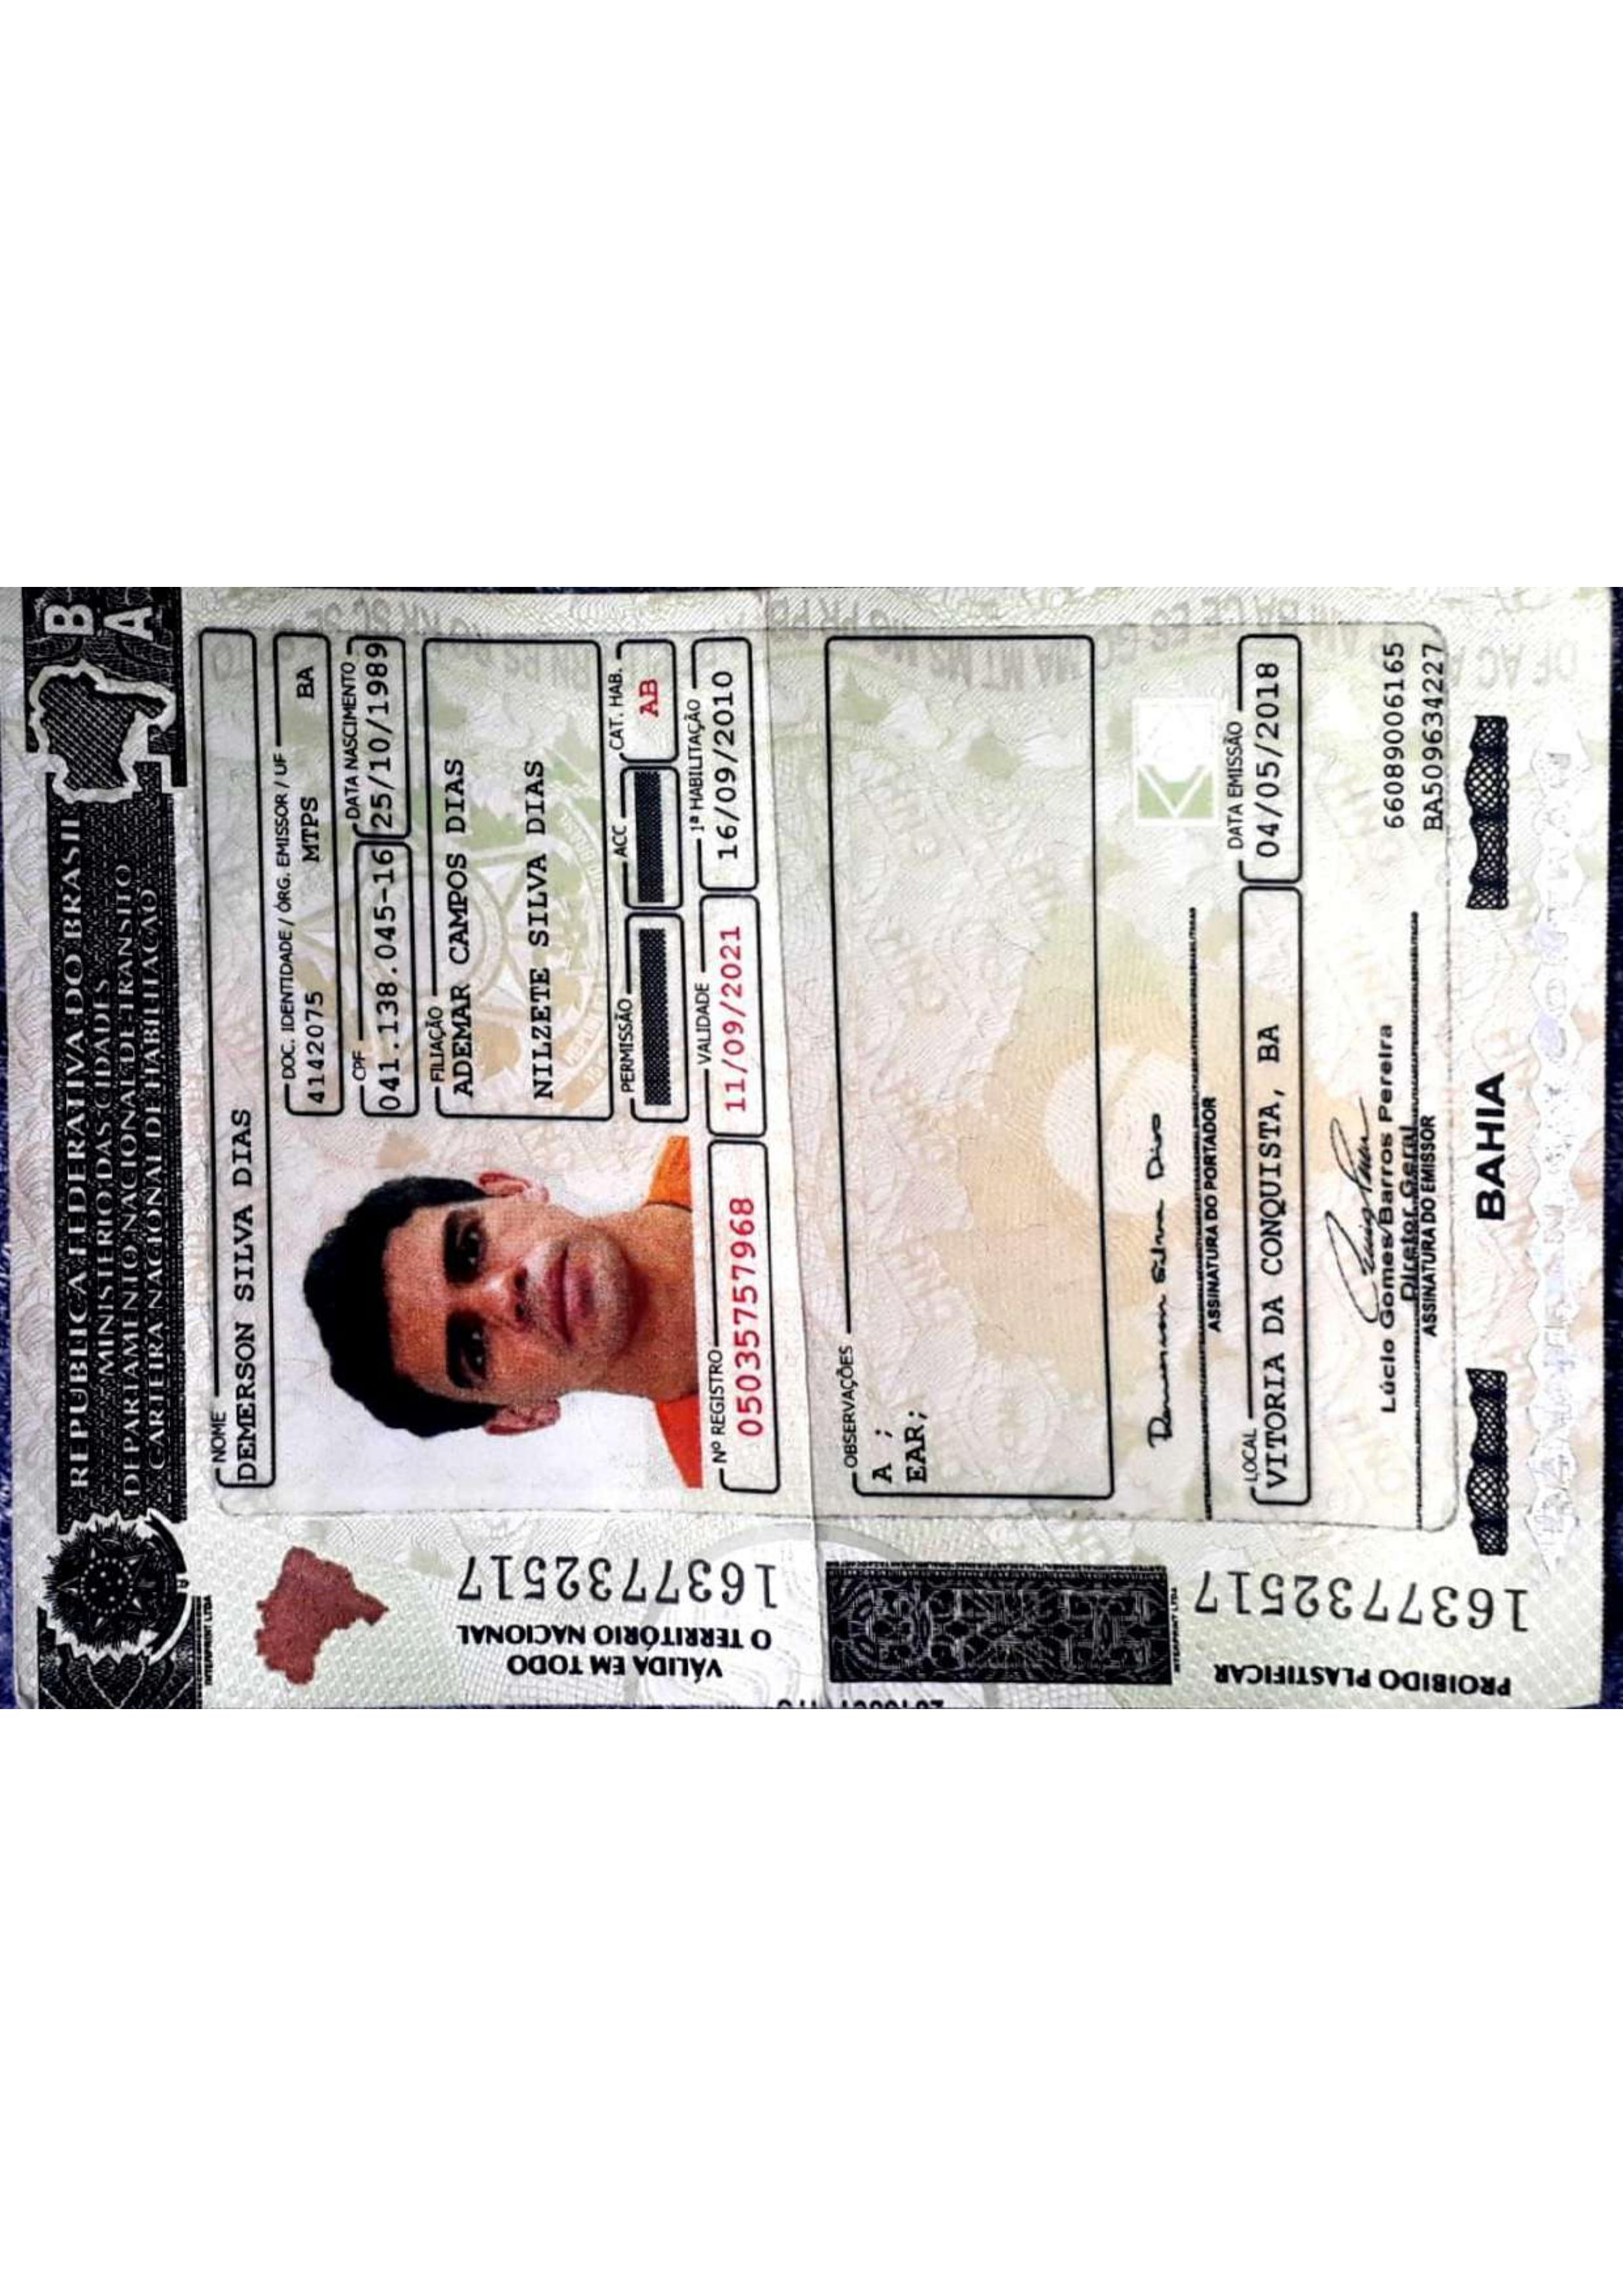 REPÚBLICA FEDERATIVA DO BRASIL
MINISTÉRIO DAS CIDADES
DEPARTAMENTO NACIONAL DE TRÂNSITO
CARTEIRA NACIONAL DE HABILITAÇÃO
BA
NOME
DEMERSON SILVA DIAS
DOC. IDENTIDADE / ÓRG. EMISSOR / UF
4142075 MTPS BA
CPF DATA NASCIMENTO
041.138.045-16 25/10/1989
FILIAÇÃO
ADEMAR CAMPOS DIAS
NILZETE SILVA DIAS
PERMISSÃO ACC CAT. HAB.
AB
Nº REGISTRO VALIDADE 1ª HABILITAÇÃO
05035757968 11/09/2021 16/09/2010
VÁLIDA EM TODO
O TERRITÓRIO NACIONAL
1637732517
OBSERVAÇÕES
A ;
EAR;
Demerson Silva Dias
ASSINATURA DO PORTADOR
LOCAL DATA EMISSÃO
VITORIA DA CONQUISTA, BA 04/05/2018
Lúcio Gomes Barros Pereira
Diretor Geral
ASSINATURA DO EMISSOR
66089006165
BA509634227
BAHIA
PROIBIDO PLASTIFICAR
1637732517